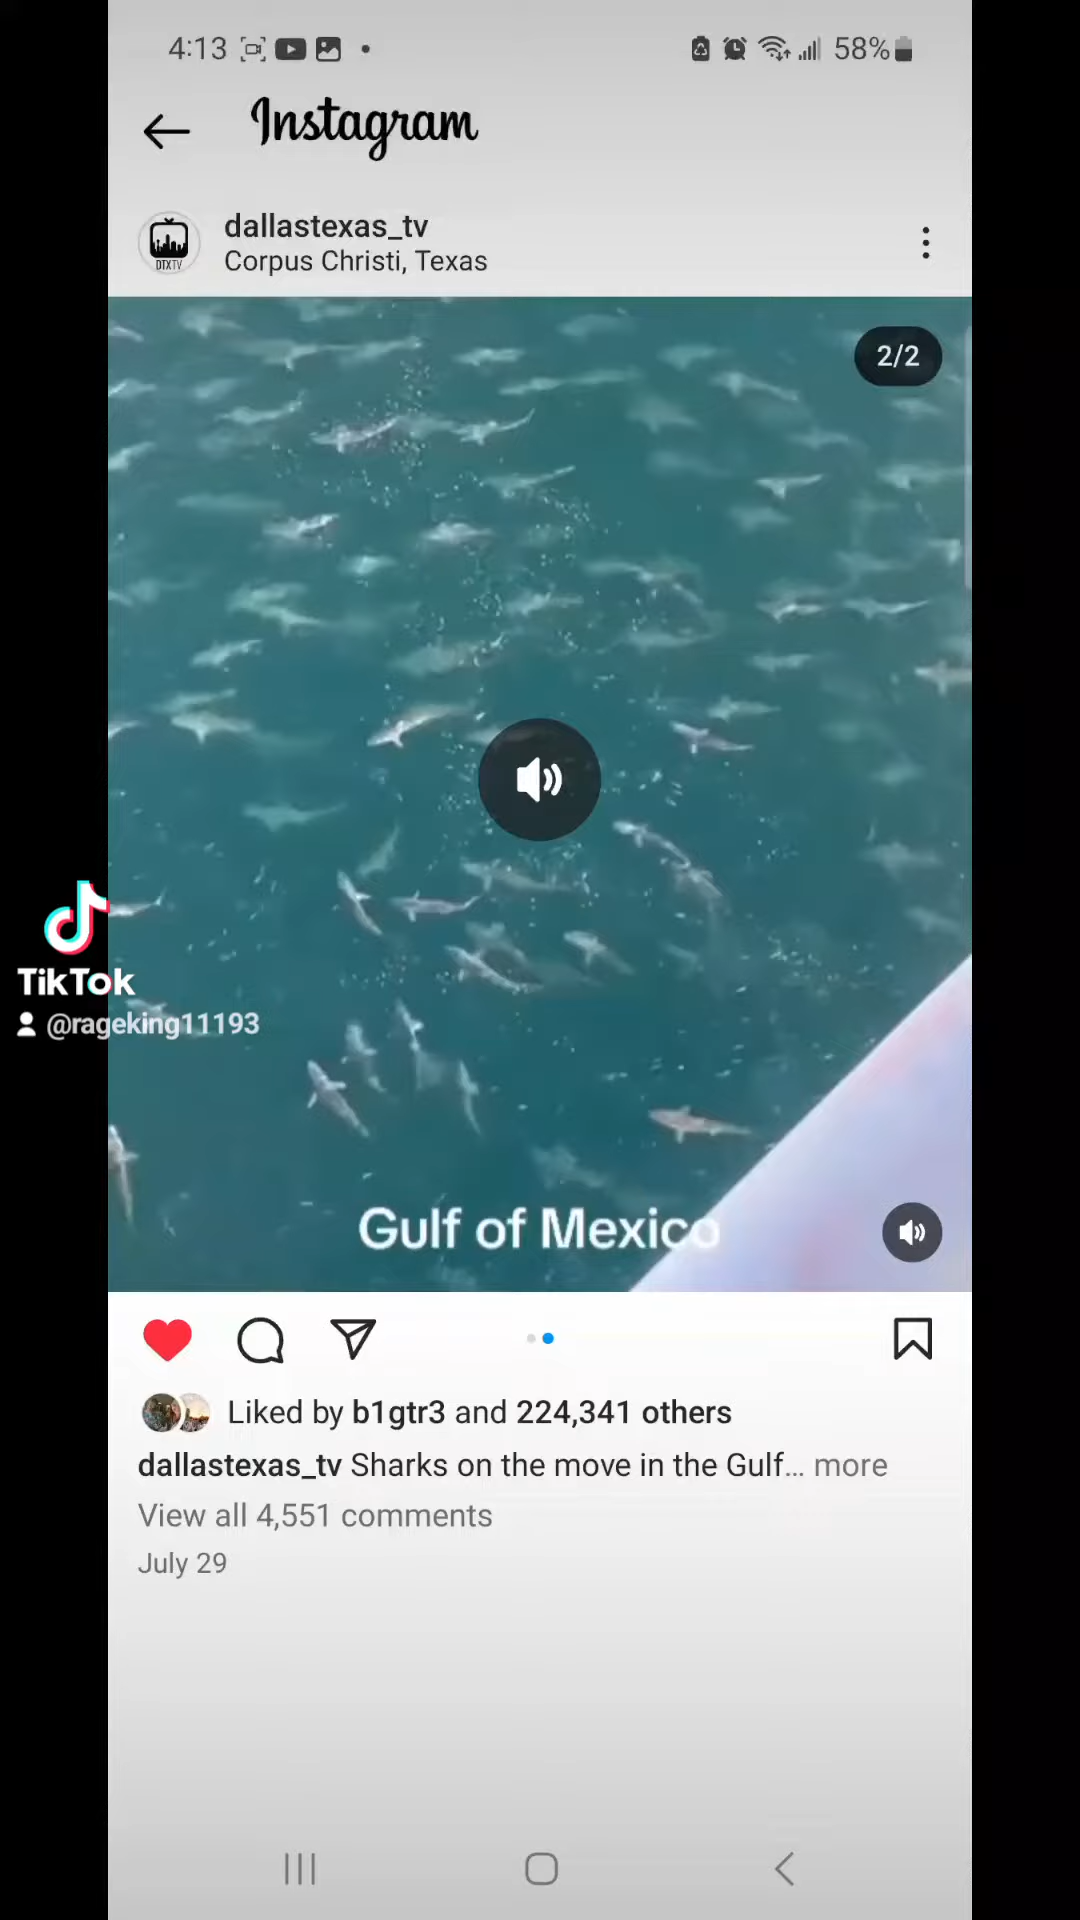 4:13
58%
Instagram
dallastexas_tv
DTXTV
Corpus Christi, Texas
2/2
TikTok
@rageking11193
Gulf of Mexico
Liked by b1gtr3 and 224,341 others
dallastexas_tv Sharks on the move in the Gulf... more
View all 4,551 comments
July 29